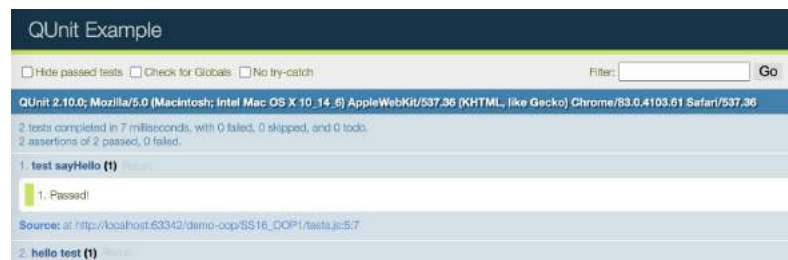 QUnit Example
Hide passed tests Check for Globals No try-catch Filter: Go
QUnit 2.10.0; Mozilla/5.0 (Macintosh; Intel Mac OS X 10_14_6) AppleWebKit/537.36 (KHTML, like Gecko) Chrome/83.0.4103.61 Safari/537.36
2 tests completed in 7 milliseconds, with 0 failed, 0 skipped, and 0 todo.
2 assertions of 2 passed, 0 failed.
1. test sayHello (1) Rerun
1. Passed!
Source: at http://localhost:63342/demo-oop/SS16_OOP1/tests.js:5:7
2. hello test (1) Rerun